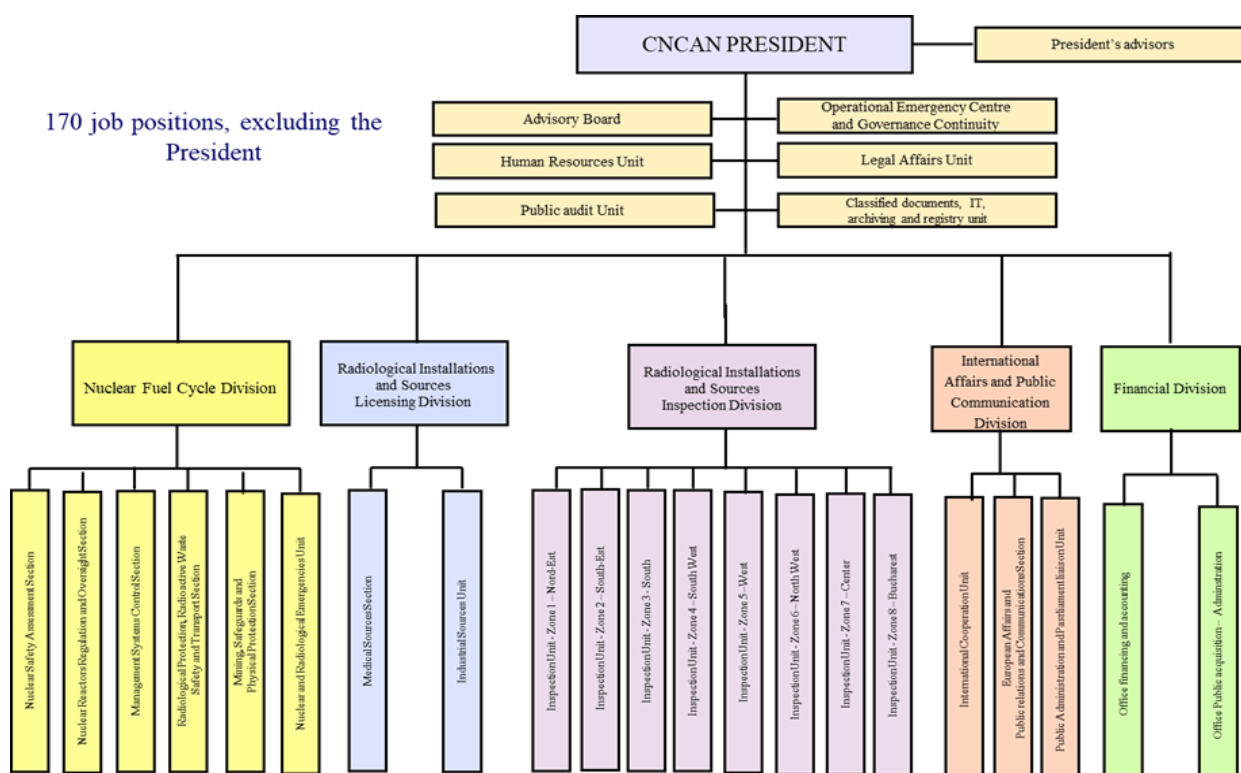 CNCAN PRESIDENT
President's advisors
170 job positions, excluding the
President
Advisory Board
Operational Emergency Centre
and Governance Continuity
Human Resources Unit
Legal Affairs Unit
Public audit Unit
Classified documents, IT,
archiving and registry unit
Nuclear Fuel Cycle Division
Radiological Installations
and Sources
Licensing Division
Radiological Installations
and Sources
Inspection Division
International
Affairs and Public
Communication
Division
Financial Division
Nuclear Safety Assessment Section
Nuclear Reactors Regulation and Oversight Section
Management Systems Control Section
Radiological Protection, Radioactive Waste
Safety and Transport Section
Mining, Safeguards and
Physical Protection Section
Nuclear and Radiological Emergencies Unit
Medical Sources Section
Industrial Sources Unit
Inspection Unit - Zone 1 – Nord-Est
Inspection Unit - Zone 2 – South-Est
Inspection Unit - Zone 3 - South
Inspection Unit - Zone 4 – South West
Inspection Unit - Zone 5 – West
Inspection Unit - Zone 6 – North West
Inspection Unit - Zone 7 – Center
Inspection Unit - Zone 8 – Bucharest
International Cooperation Unit
European Affairs and
Public relations and Communications Section
Public Administration and Parliament liaison Unit
Office financing and accounting
Office Public acquisition – Administration